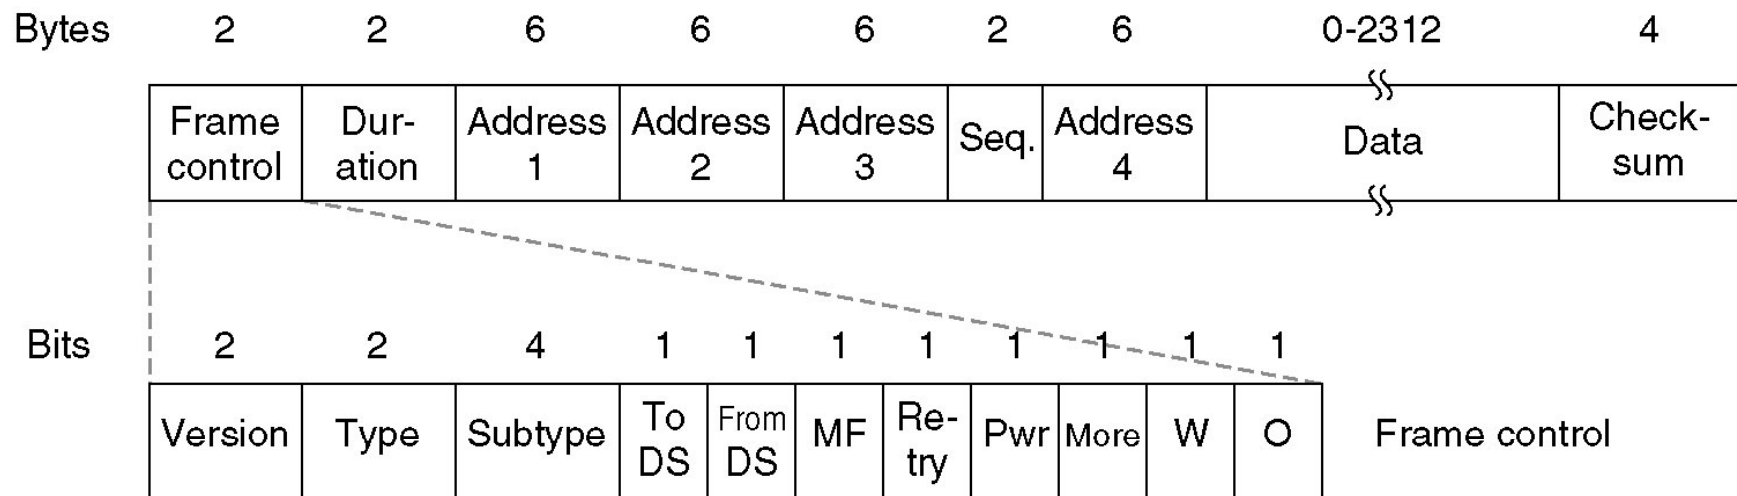 Bytes 2 2 6 6 6 2 6 0-2312 4
Frame control Dur-ation Address 1 Address 2 Address 3 Seq. Address 4 Data Check-sum
Bits 2 2 4 1 1 1 1 1 1 1 1
Version Type Subtype To DS From DS MF Re-try Pwr More W O Frame control